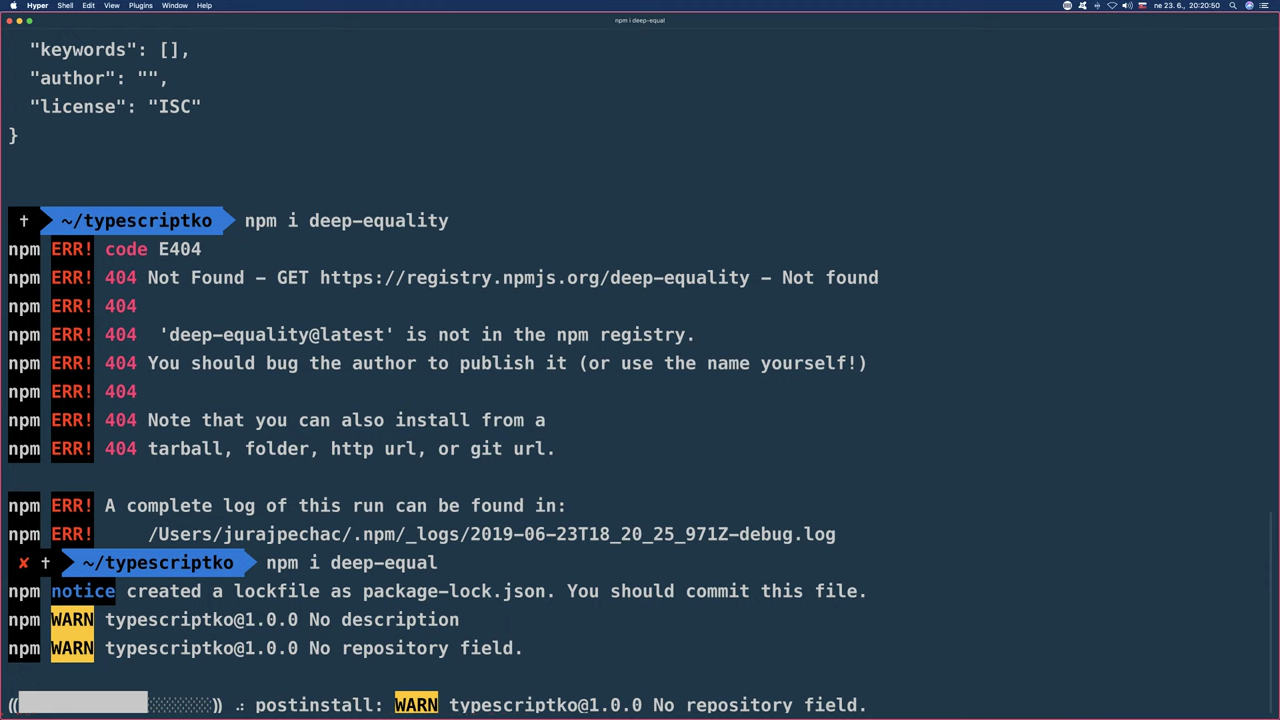 Hyper Shell Edit View Plugins Window Help ne 23. 6., 20:20:50
npm i deep-equal
"keywords": [],
"author": "",
"license": "ISC"
}
~/typescriptko npm i deep-equality
npm ERR! code E404
npm ERR! 404 Not Found - GET https://registry.npmjs.org/deep-equality - Not found
npm ERR! 404
npm ERR! 404 'deep-equality@latest' is not in the npm registry.
npm ERR! 404 You should bug the author to publish it (or use the name yourself!)
npm ERR! 404
npm ERR! 404 Note that you can also install from a
npm ERR! 404 tarball, folder, http url, or git url.
npm ERR! A complete log of this run can be found in:
npm ERR! /Users/jurajpechac/.npm/_logs/2019-06-23T18_20_25_971Z-debug.log
✘ † ~/typescriptko npm i deep-equal
npm notice created a lockfile as package-lock.json. You should commit this file.
npm WARN typescriptko@1.0.0 No description
npm WARN typescriptko@1.0.0 No repository field.
postinstall: WARN typescriptko@1.0.0 No repository field.